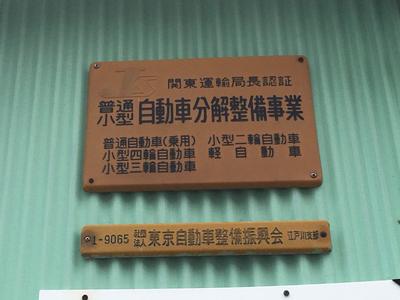 関東運輸局長認証
普通
小型 自動車分解整備事業
普通自動車(乗用) 小型二輪自動車
小型四輪自動車 軽自動車
小型三輪自動車
1-9065 社団法人 東京自動車整備振興会 江戸川支部